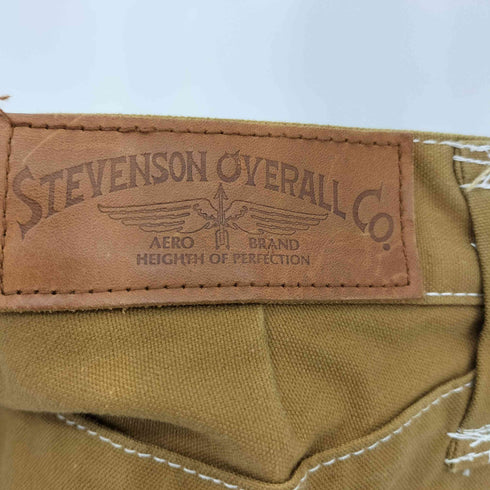 STEVENSON OVERALL CO.
AERO BRAND
HEIGHTH OF PERFECTION